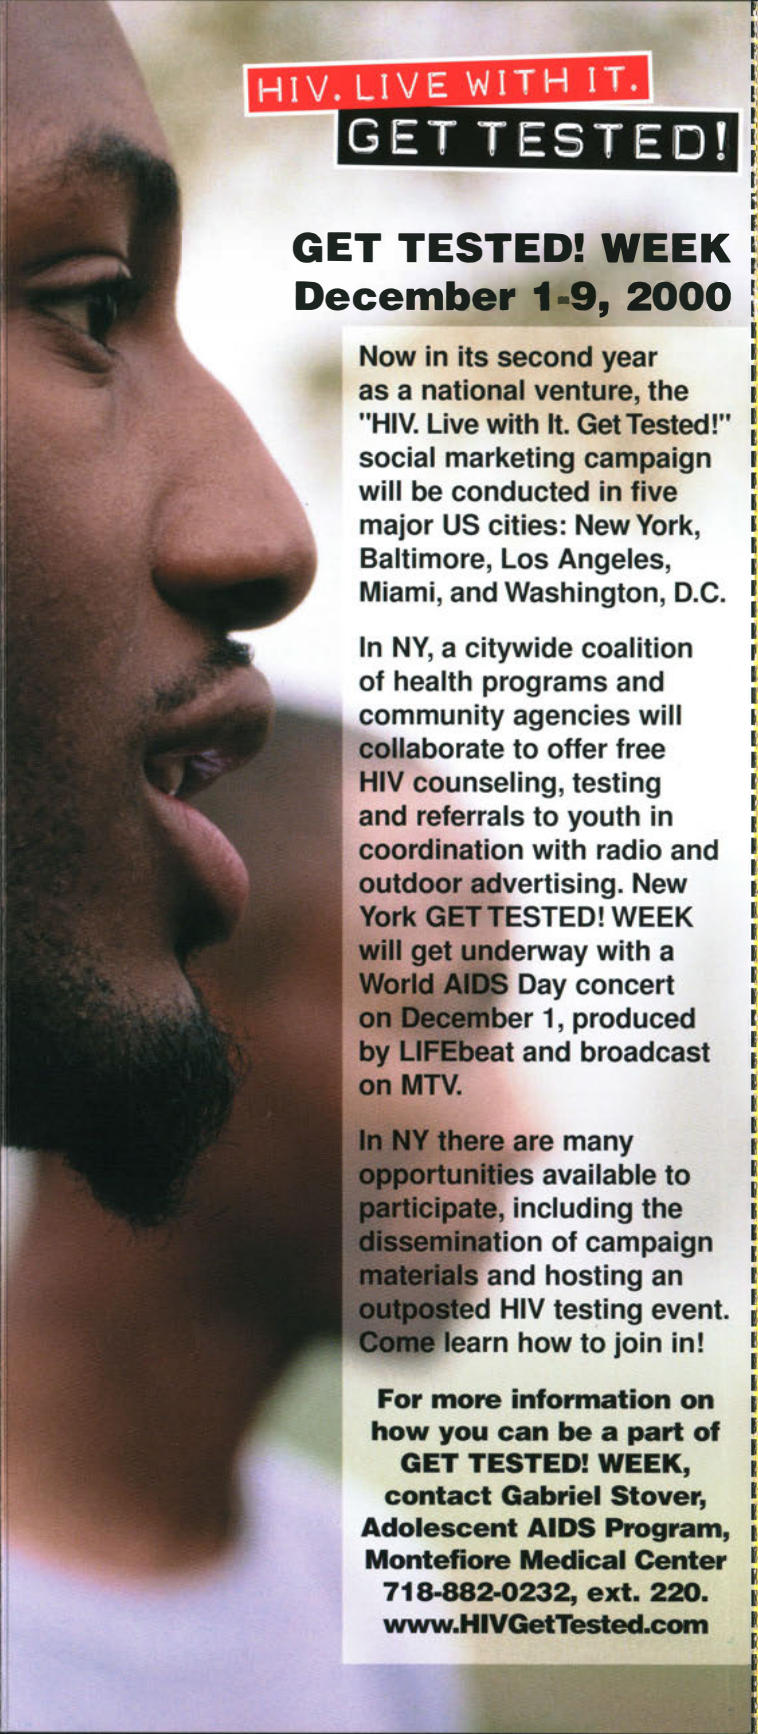 HIV. LIVE WITH IT.
GET TESTED!
GET TESTED! WEEK
December 1-9, 2000
Now in its second year
as a national venture, the
"HIV. Live with It. Get Tested!"
social marketing campaign
will be conducted in five
major US cities: New York,
Baltimore, Los Angeles,
Miami, and Washington, D.C.
In NY, a citywide coalition
of health programs and
community agencies will
collaborate to offer free
HIV counseling, testing
and referrals to youth in
coordination with radio and
outdoor advertising. New
York GET TESTED! WEEK
will get underway with a
World AIDS Day concert
on December 1, produced
by LIFEbeat and broadcast
on MTV.
In NY there are many
opportunities available to
participate, including the
dissemination of campaign
materials and hosting an
outposted HIV testing event.
Come learn how to join in!
For more information on
how you can be a part of
GET TESTED! WEEK,
contact Gabriel Stover,
Adolescent AIDS Program,
Montefiore Medical Center
718-882-0232, ext. 220.
www.HIVGetTested.com